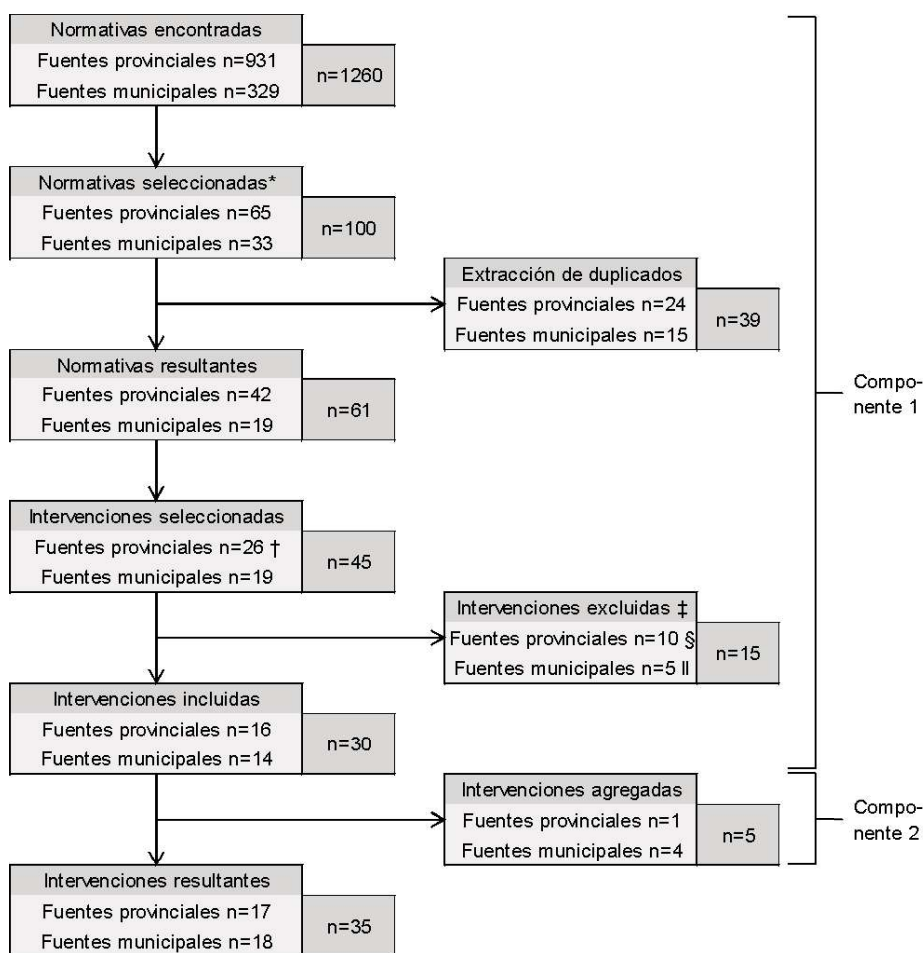 Normativas encontradas
Fuentes provinciales n=931
Fuentes municipales n=329
n=1260
Normativas seleccionadas*
Fuentes provinciales n=65
Fuentes municipales n=33
n=100
Extracción de duplicados
Fuentes provinciales n=24
Fuentes municipales n=15
n=39
Normativas resultantes
Fuentes provinciales n=42
Fuentes municipales n=19
n=61
Compo-
nente 1
Intervenciones seleccionadas
Fuentes provinciales n=26 †
Fuentes municipales n=19
n=45
Intervenciones excluidas ‡
Fuentes provinciales n=10 §
Fuentes municipales n=5 ll
n=15
Intervenciones incluidas
Fuentes provinciales n=16
Fuentes municipales n=14
n=30
Intervenciones agregadas
Fuentes provinciales n=1
Fuentes municipales n=4
n=5
Compo-
nente 2
Intervenciones resultantes
Fuentes provinciales n=17
Fuentes municipales n=18
n=35